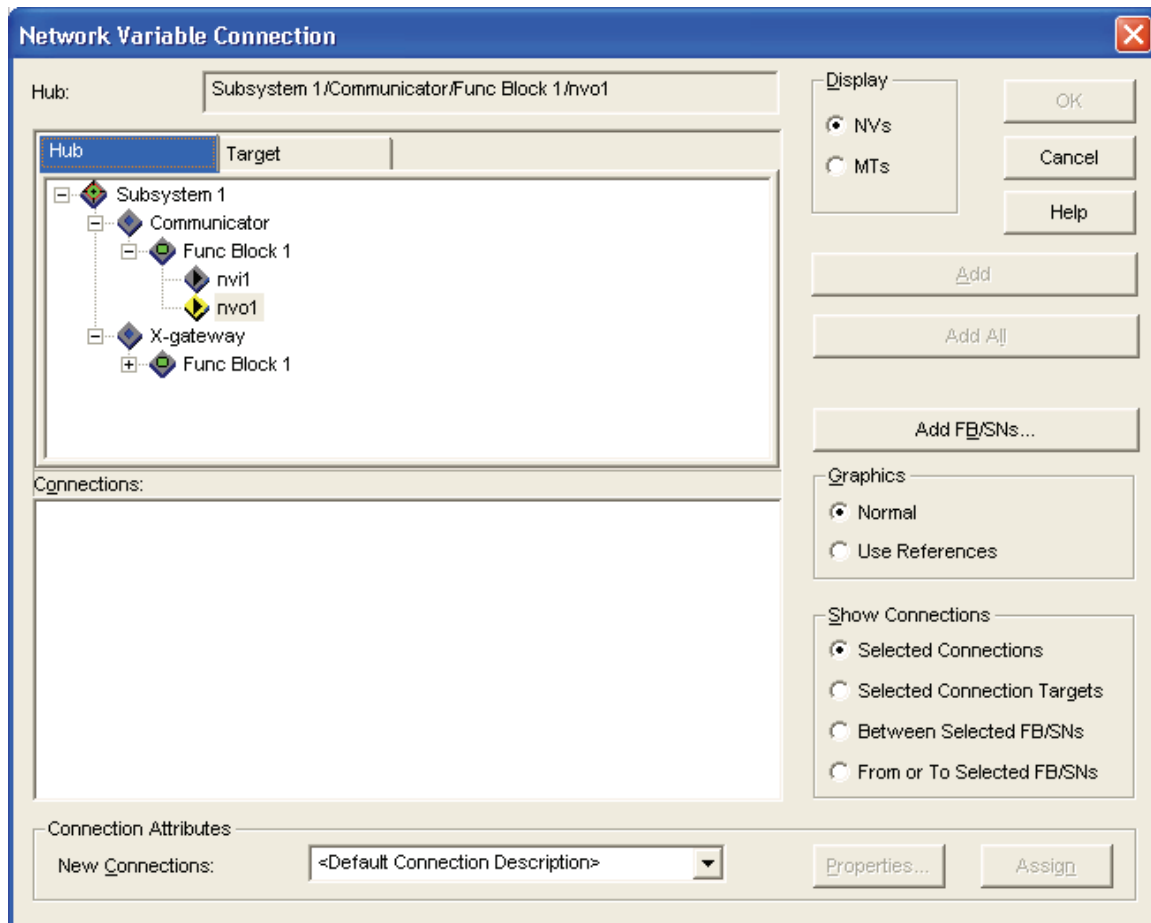 Network Variable Connection
Hub:
Subsystem 1/Communicator/Func Block 1/nvo1
Hub
Target
Subsystem 1
Communicator
Func Block 1
nvi1
nvo1
X-gateway
Func Block 1
Connections:
Display
NVs
MTs
OK
Cancel
Help
Add
Add All
Add FB/SNs...
Graphics
Normal
Use References
Show Connections
Selected Connections
Selected Connection Targets
Between Selected FB/SNs
From or To Selected FB/SNs
Connection Attributes
New Connections:
<Default Connection Description>
Properties...
Assign